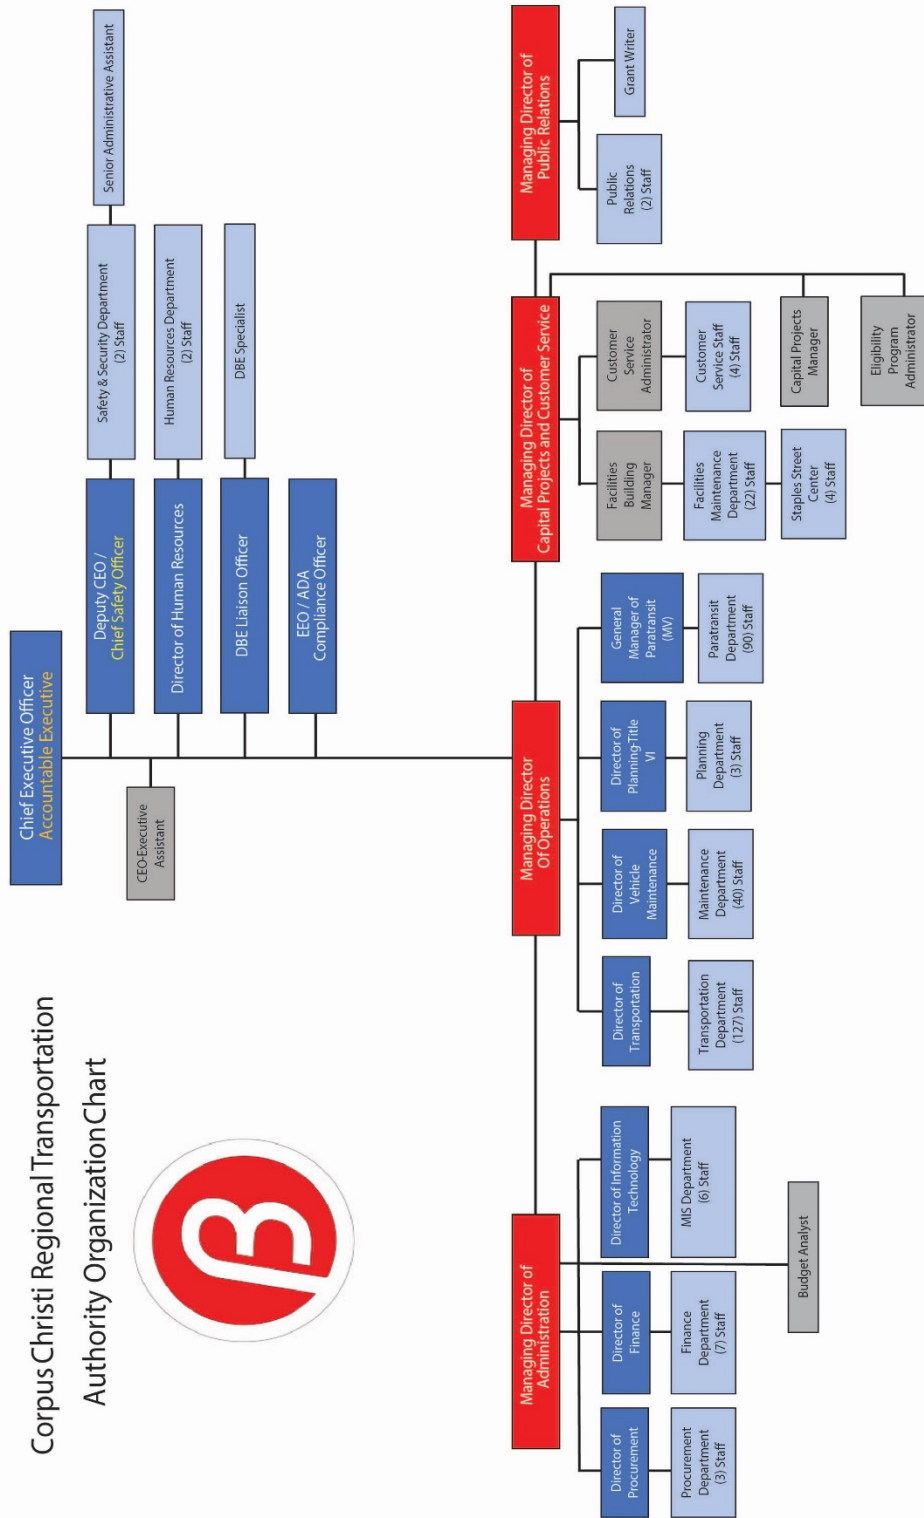 Corpus Christi Regional Transportation
Authority Organization Chart
Chief Executive Officer
Accountable Executive
CEO-Executive
Assistant
Deputy CEO /
Chief Safety Officer
Safety & Security Department
(2) Staff
Senior Administrative Assistant
Director of Human Resources
Human Resources Department
(2) Staff
DBE Liaison Officer
DBE Specialist
EEO / ADA
Compliance Officer
Managing Director of
Administration
Director of
Procurement
Procurement
Department
(3) Staff
Director of
Finance
Finance
Department
(7) Staff
Director of Information
Technology
MIS Department
(6) Staff
Budget Analyst
Managing Director
Of Operations
Director of
Transportation
Transportation
Department
(127) Staff
Director of
Vehicle
Maintenance
Maintenance
Department
(40) Staff
Director of
Planning-Title
VI
Planning
Department
(3) Staff
General
Manager of
Paratransit
(MV)
Paratransit
Department
(90) Staff
Managing Director of
Capital Projects and Customer Service
Facilities
Building
Manager
Facilities
Maintenance
Department
(22) Staff
Staples Street
Center
(4) Staff
Customer
Service
Administrator
Customer
Service Staff
(4) Staff
Capital Projects
Manager
Eligibility
Program
Administrator
Managing Director of
Public Relations
Public
Relations
(2) Staff
Grant Writer